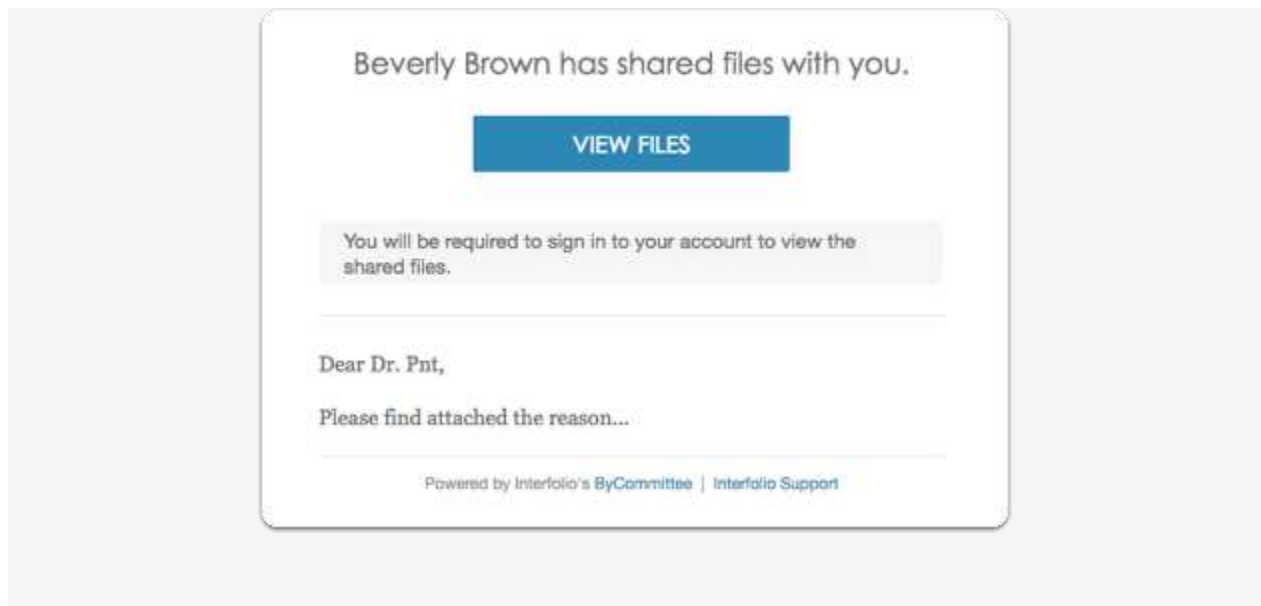 Beverly Brown has shared files with you.
VIEW FILES
You will be required to sign in to your account to view the
shared files.
Dear Dr. Pnt,
Please find attached the reason...
Powered by Interfolio's ByCommittee | Interfolio Support